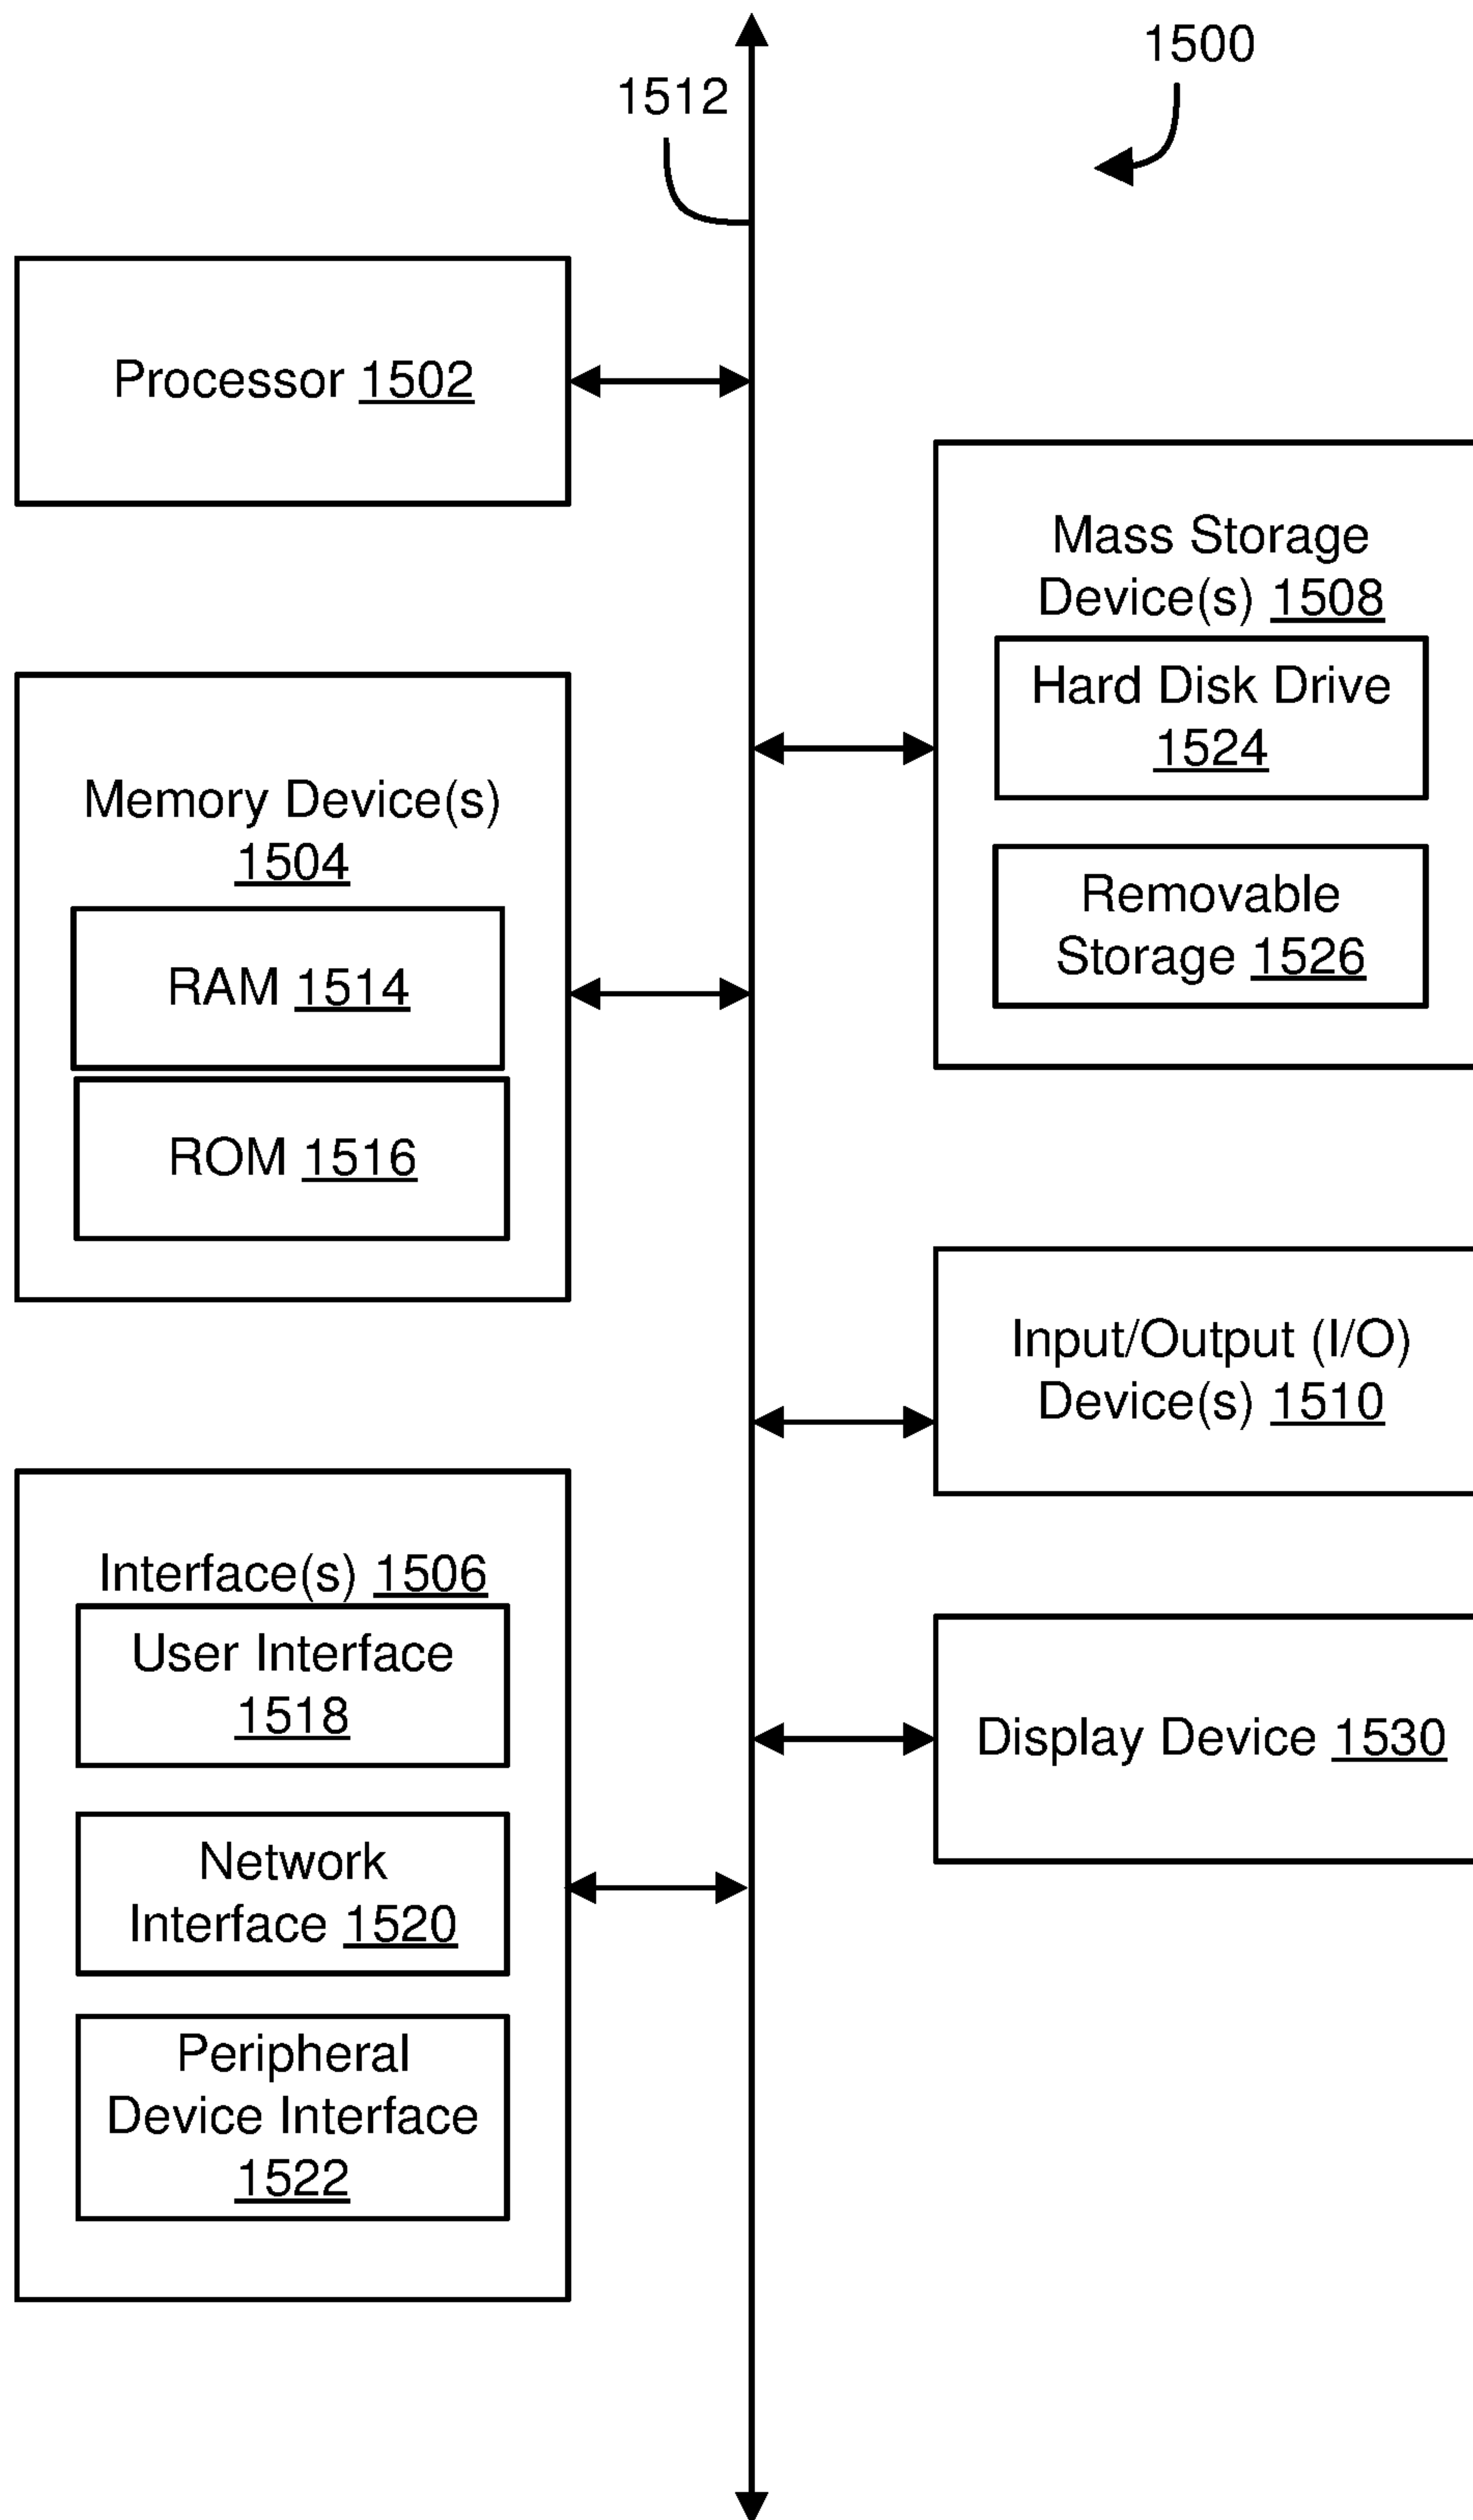 1500
1512
Processor 1502
Mass Storage
Device(s) 1508
Hard Disk Drive
1524
Removable
Storage 1526
Memory Device(s)
1504
RAM 1514
ROM 1516
Input/Output (I/O)
Device(s) 1510
Interface(s) 1506
User Interface
1518
Network
Interface 1520
Peripheral
Device Interface
1522
Display Device 1530